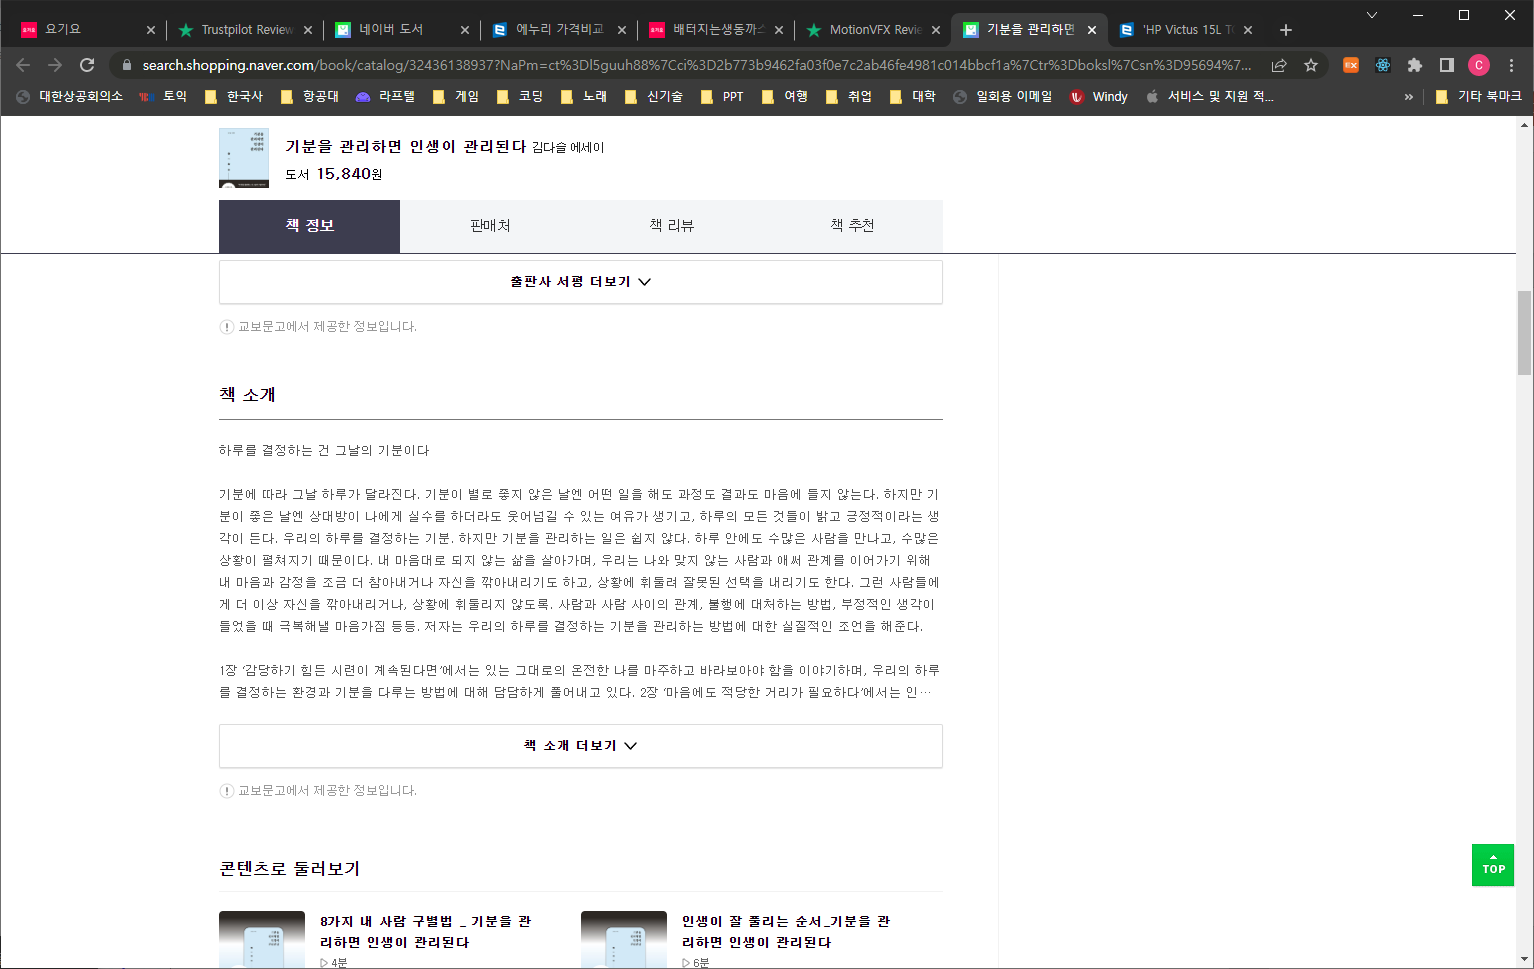 요기요
Trustpilot Review
네이버 도서
에누리 가격비교
배터지는생동까스
MotionVFX Revie
기분을 관리하면
'HP Victus 15L T
search.shopping.naver.com/book/catalog/32436138937?NaPm=ct%3Dl5guuh88%7Cci%3D2b773b9462fa03f0e7c2ab46fe4981c014bbcf1a%7Ctr%3Dboksl%7Csn%3D95694%7...
대한상공회의소 토익 한국사 항공대 라프텔 게임 코딩 노래 신기술 PPT 여행 취업 대학 일회용 이메일 Windy 서비스 및 지원 적... » 기타 북마크
기분을 관리하면 인생이 관리된다 김다슬 에세이
도서 15,840원
책 정보 판매처 책 리뷰 책 추천
출판사 서평 더보기
교보문고에서 제공한 정보입니다.
책 소개
하루를 결정하는 건 그날의 기분이다
기분에 따라 그날 하루가 달라진다. 기분이 별로 좋지 않은 날엔 어떤 일을 해도 과정도 결과도 마음에 들지 않는다. 하지만 기
분이 좋은 날엔 상대방이 나에게 실수를 하더라도 웃어넘길 수 있는 여유가 생기고, 하루의 모든 것들이 밝고 긍정적이라는 생
각이 든다. 우리의 하루를 결정하는 기분. 하지만 기분을 관리하는 일은 쉽지 않다. 하루 안에도 수많은 사람을 만나고, 수많은
상황이 펼쳐지기 때문이다. 내 마음대로 되지 않는 삶을 살아가며, 우리는 나와 맞지 않는 사람과 애써 관계를 이어가기 위해
내 마음과 감정을 조금 더 참아내거나 자신을 깎아내리기도 하고, 상황에 휘둘려 잘못된 선택을 내리기도 한다. 그런 사람들에
게 더 이상 자신을 깎아내리거나, 상황에 휘둘리지 않도록. 사람과 사람 사이의 관계, 불행에 대처하는 방법, 부정적인 생각이
들었을 때 극복해낼 마음가짐 등등. 저자는 우리의 하루를 결정하는 기분을 관리하는 방법에 대한 실질적인 조언을 해준다.
1장 ‘감당하기 힘든 시련이 계속된다면’에서는 있는 그대로의 온전한 나를 마주하고 바라보아야 함을 이야기하며, 우리의 하루
를 결정하는 환경과 기분을 다루는 방법에 대해 담담하게 풀어내고 있다. 2장 ‘마음에도 적당한 거리가 필요하다’에서는 인…
책 소개 더보기
교보문고에서 제공한 정보입니다.
콘텐츠로 둘러보기
TOP
8가지 내 사람 구별법 _ 기분을 관
리하면 인생이 관리된다
4분
인생이 잘 풀리는 순서_기분을 관
리하면 인생이 관리된다
6분